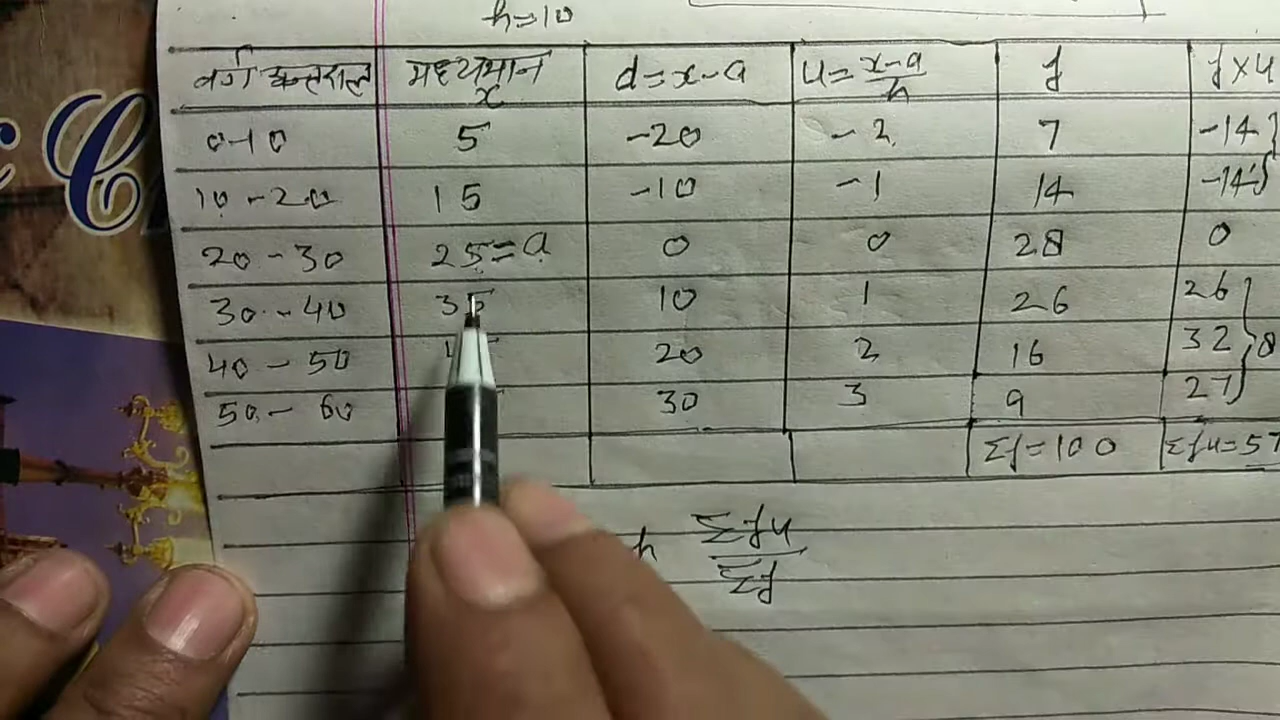 h=10
वर्ग अन्तराल मध्यमान x d=x-a u=x-a/h f f×u
0-10 5 -20 -2 7 -14
10-20 15 -10 -1 14 -14
20-30 25=a 0 0 28 0
30-40 35 10 1 26 26
40-50 20 2 16 32 8
50-60 30 3 9 27
Σf=100 Σfu=57
h Σfu
Σf